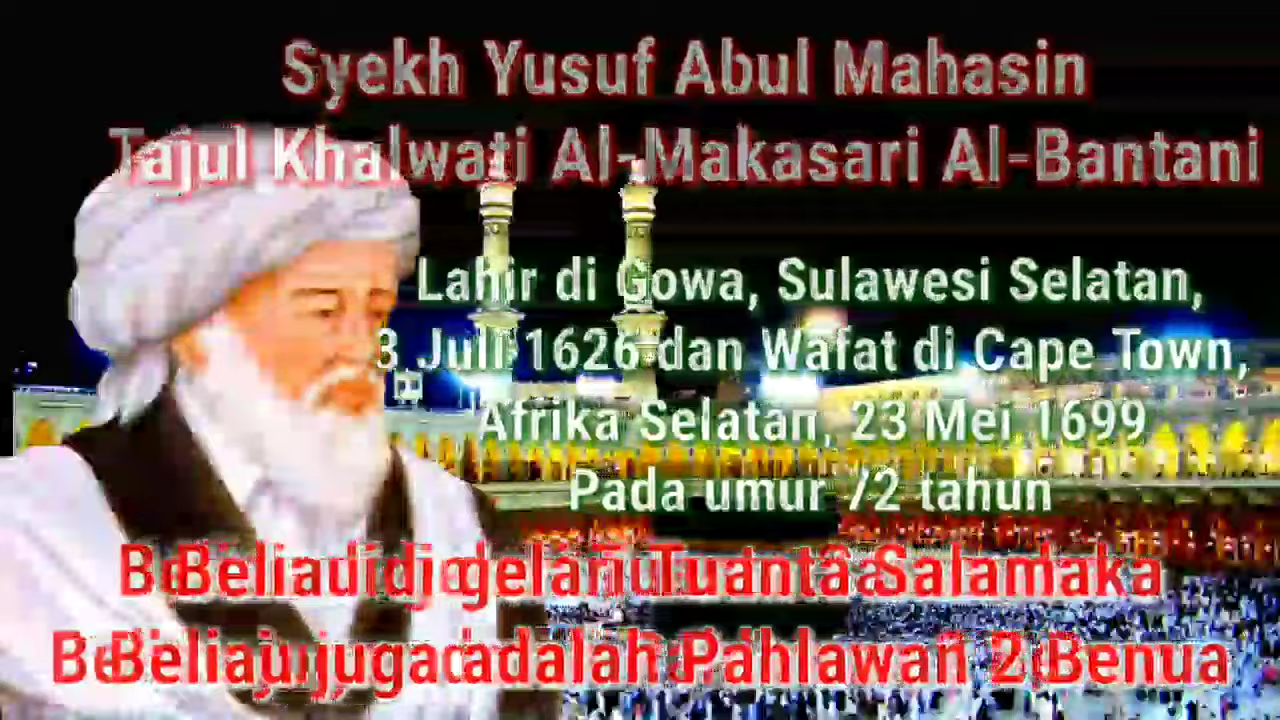 Syekh Yusuf Abul Mahasin
Tajul Khalwati Al-Makasari Al-Bantani
Lahir di Gowa, Sulawesi Selatan,
3 Juli 1626 dan Wafat di Cape Town,
Afrika Selatan, 23 Mei 1699
Pada umur 72 tahun
Beliau di gelari Tuanta Salamaka
Beliau juga adalah Pahlawan 2 Benua